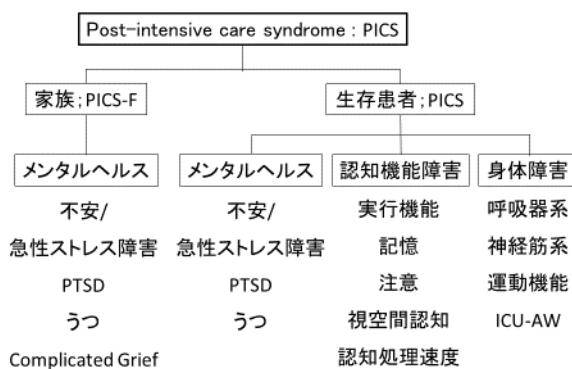 Post-intensive care syndrome : PICS
家族;PICS-F
生存患者;PICS
メンタルヘルス
不安/
急性ストレス障害
PTSD
うつ
Complicated Grief
メンタルヘルス
不安/
急性ストレス障害
PTSD
うつ
認知機能障害
実行機能
記憶
注意
視空間認知
認知処理速度
身体障害
呼吸器系
神経筋系
運動機能
ICU-AW